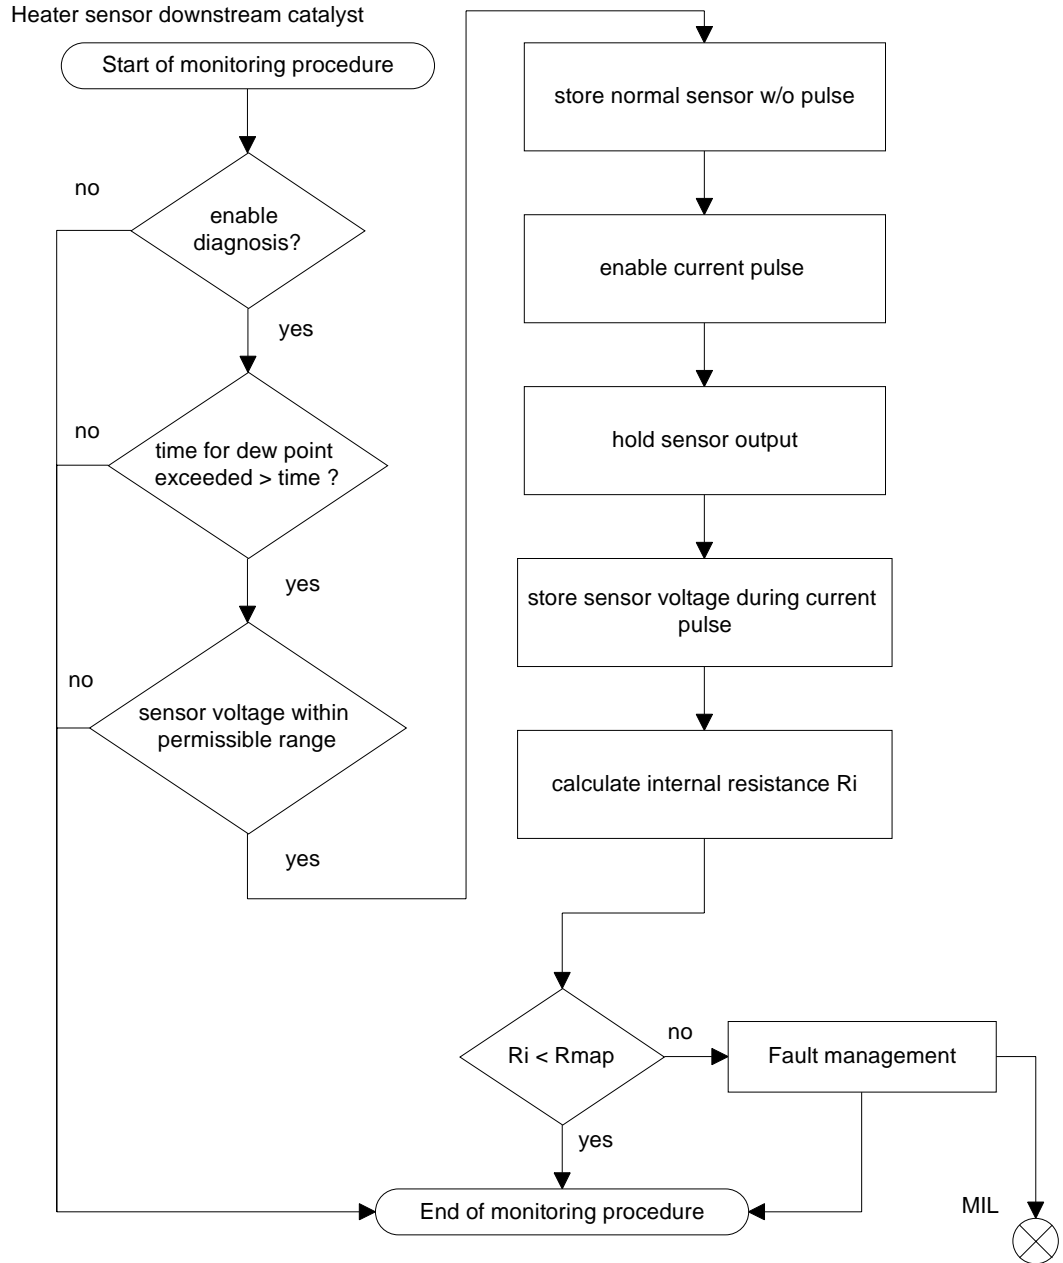 Heater sensor downstream catalyst
Start of monitoring procedure
no
enable
diagnosis?
yes
no
time for dew point
exceeded > time ?
yes
no
sensor voltage within
permissible range
yes
store normal sensor w/o pulse
enable current pulse
hold sensor output
store sensor voltage during current
pulse
calculate internal resistance Ri
Ri < Rmap
no
Fault management
yes
End of monitoring procedure
MIL